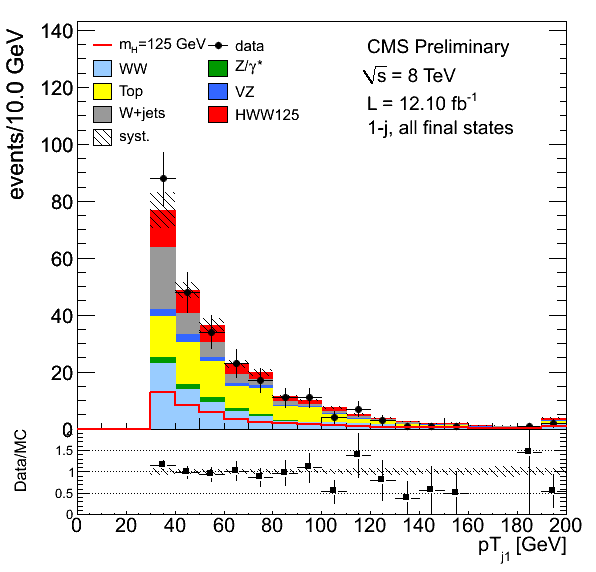 events/10.0 GeV
140
120
100
80
60
40
20
0
m_H=125 GeV
data
WW
Z/γ*
Top
VZ
W+jets
HWW125
syst.
CMS Preliminary
√s = 8 TeV
L = 12.10 fb⁻¹
1-j, all final states
Data/MC
1.5
1
0.5
0
0 20 40 60 80 100 120 140 160 180 200
pT_j1 [GeV]